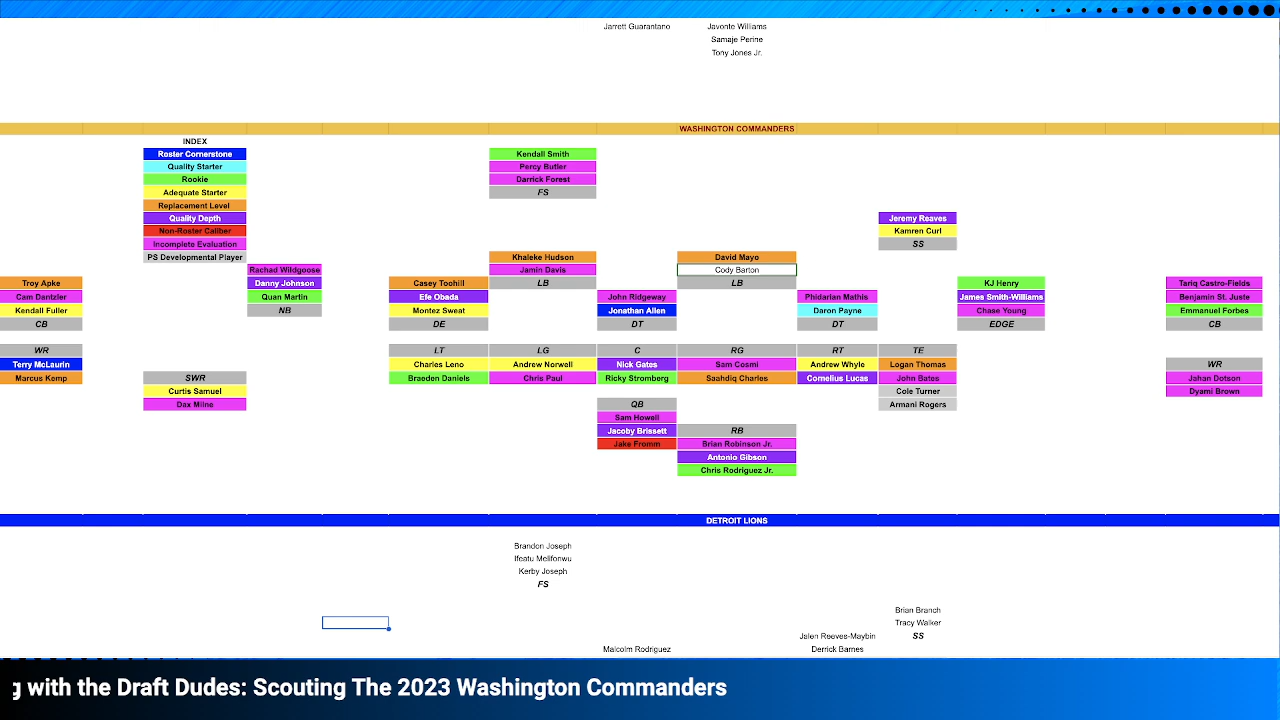 Jarrett Guarantano
Javonte Williams
Samaje Perine
Tony Jones Jr.
WASHINGTON COMMANDERS
INDEX
Roster Cornerstone
Quality Starter
Rookie
Adequate Starter
Replacement Level
Quality Depth
Non-Roster Caliber
Incomplete Evaluation
PS Developmental Player
Kendall Smith
Percy Butler
Darrick Forest
FS
Jeremy Reaves
Kamren Curl
SS
Rachad Wildgoose
Danny Johnson
Quan Martin
NB
Khaleke Hudson
Jamin Davis
LB
David Mayo
Cody Barton
LB
Troy Apke
Cam Dantzler
Kendall Fuller
CB
Casey Toohill
Efe Obada
Montez Sweat
DE
John Ridgeway
Jonathan Allen
DT
Phidarian Mathis
Daron Payne
DT
KJ Henry
James Smith-Williams
Chase Young
EDGE
Tariq Castro-Fields
Benjamin St. Juste
Emmanuel Forbes
CB
WR
Terry McLaurin
Marcus Kemp
SWR
Curtis Samuel
Dax Milne
LT
Charles Leno
Braeden Daniels
LG
Andrew Norwell
Chris Paul
C
Nick Gates
Ricky Stromberg
RG
Sam Cosmi
Saahdiq Charles
RT
Andrew Whyle
Cornelius Lucas
TE
Logan Thomas
John Bates
Cole Turner
Armani Rogers
WR
Jahan Dotson
Dyami Brown
QB
Sam Howell
Jacoby Brissett
Jake Fromm
RB
Brian Robinson Jr.
Antonio Gibson
Chris Rodriguez Jr.
DETROIT LIONS
Brandon Joseph
Ifeatu Melifonwu
Kerby Joseph
FS
Brian Branch
Tracy Walker
SS
Jalen Reeves-Maybin
Derrick Barnes
Malcolm Rodriguez
g with the Draft Dudes: Scouting The 2023 Washington Commanders